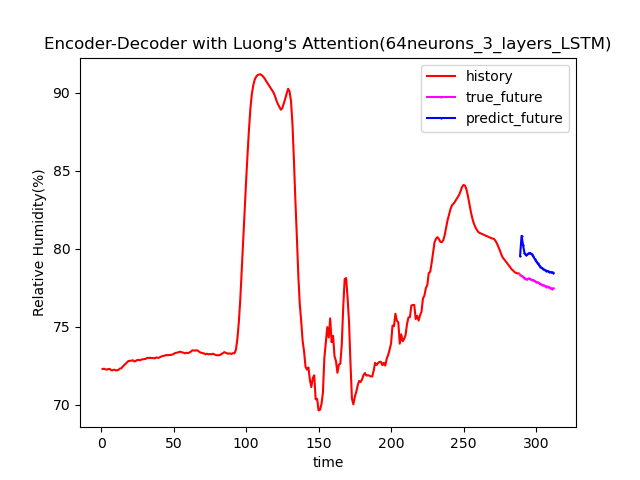 Encoder-Decoder with Luong's Attention(64neurons_3_layers_LSTM)
history
true_future
predict_future
Relative Humidity(%)
90
85
80
75
70
0 50 100 150 200 250 300
time